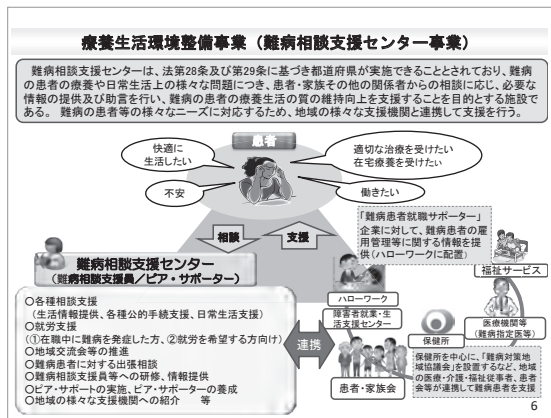 療養生活環境整備事業（難病相談支援センター事業）
難病相談支援センターは、法第28条及び第29条に基づき都道府県が実施できることとされており、難病
の患者の療養や日常生活上の様々な問題につき、患者・家族その他の関係者からの相談に応じ、必要な
情報の提供及び助言を行い、難病の患者の療養生活の質の維持向上を支援することを目的とする施設で
ある。 難病の患者等の様々なニーズに対応するため、地域の様々な支援機関と連携して支援を行う。
患者
快適に
生活したい
適切な治療を受けたい
在宅療養を受けたい
不安
働きたい
相談
支援
「難病患者就職サポーター」
企業に対して、難病患者の雇
用管理等に関する情報を提
供（ハローワークに配置）
難病相談支援センター
（難病相談支援員／ピア・サポーター）
○各種相談支援
（生活情報提供、各種公的手続支援、日常生活支援）
○就労支援
（①在職中に難病を発症した方、②就労を希望する方向け）
○地域交流会等の推進
○難病患者に対する出張相談
○難病相談支援員等への研修、情報提供
○ピア・サポートの実施、ピア・サポーターの養成
○地域の様々な支援機関への紹介　等
連携
ハローワーク
障害者就業・生
活支援センター
福祉サービス
医療機関等
（難病指定医等）
保健所
保健所を中心に、「難病対策地
域協議会」を設置するなど、地域
の医療・介護・福祉従事者、患者
会等が連携して難病患者を支援
患者・家族会
6